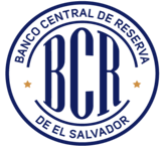 BANCO CENTRAL DE RESERVA
BCR
DE EL SALVADOR